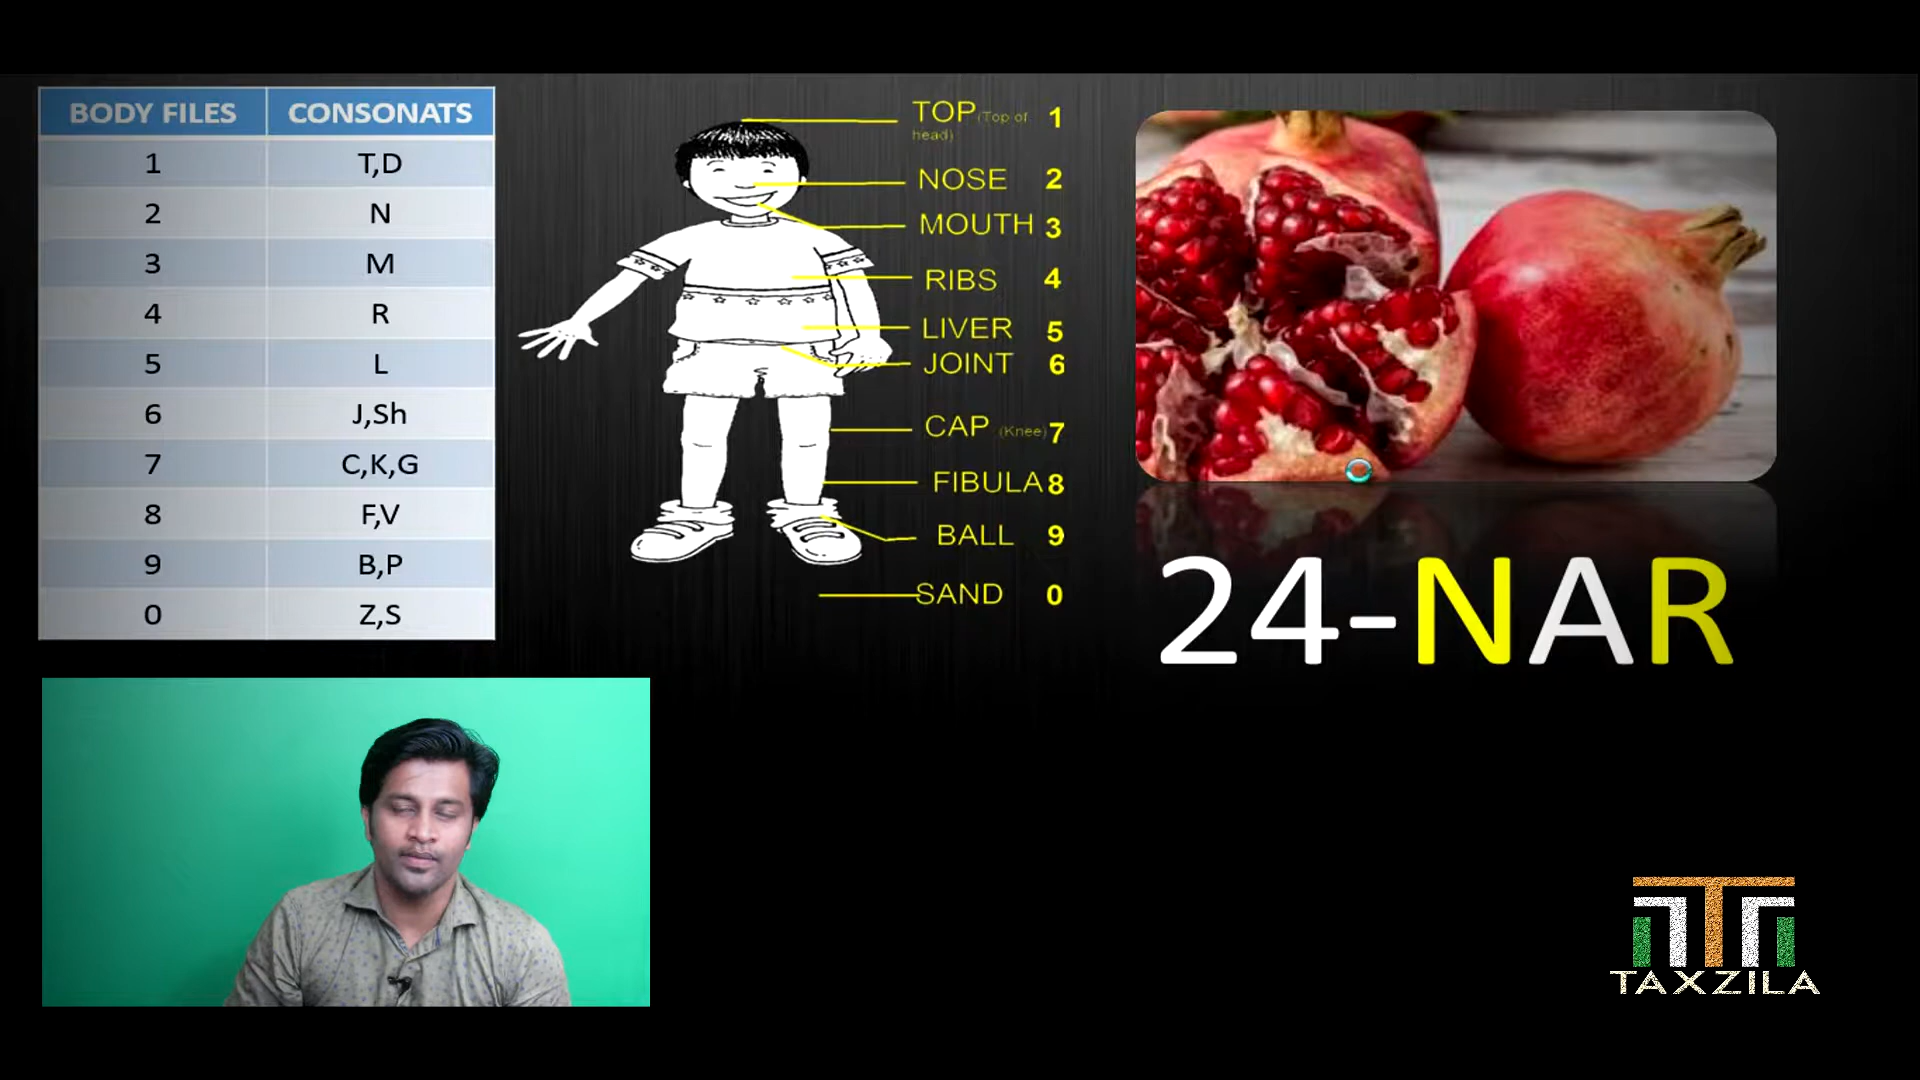 BODY FILES CONSONATS
1 T,D
2 N
3 M
4 R
5 L
6 J,Sh
7 C,K,G
8 F,V
9 B,P
0 Z,S
TOP (Top of head) 1
NOSE 2
MOUTH 3
RIBS 4
LIVER 5
JOINT 6
CAP (Knee) 7
FIBULA 8
BALL 9
SAND 0
24-NAR
TAXZILA